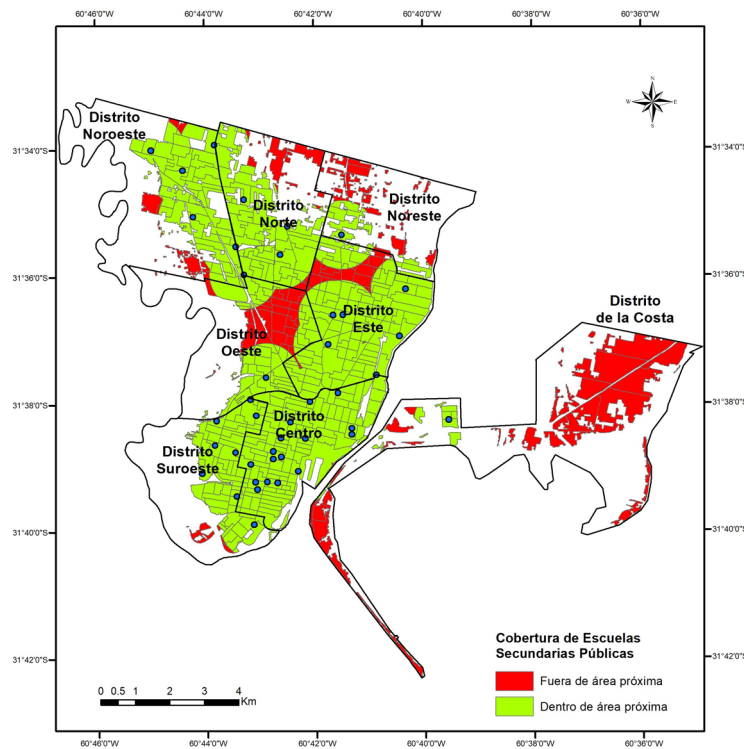 60°46'0"W 60°44'0"W 60°42'0"W 60°40'0"W 60°38'0"W 60°36'0"W
N
W E
S
Distrito
Noroeste
31°34'0"S 31°34'0"S
Distrito
Norte
Distrito
Noreste
31°36'0"S 31°36'0"S
Distrito
de la Costa
Distrito
Este
Distrito
Oeste
31°38'0"S 31°38'0"S
Distrito
Centro
Distrito
Suroeste
31°40'0"S 31°40'0"S
Cobertura de Escuelas
Secundarias Públicas
31°42'0"S 31°42'0"S
Fuera de área próxima
Dentro de área próxima
0 0.5 1 2 3 4
Km
60°46'0"W 60°44'0"W 60°42'0"W 60°40'0"W 60°38'0"W 60°36'0"W